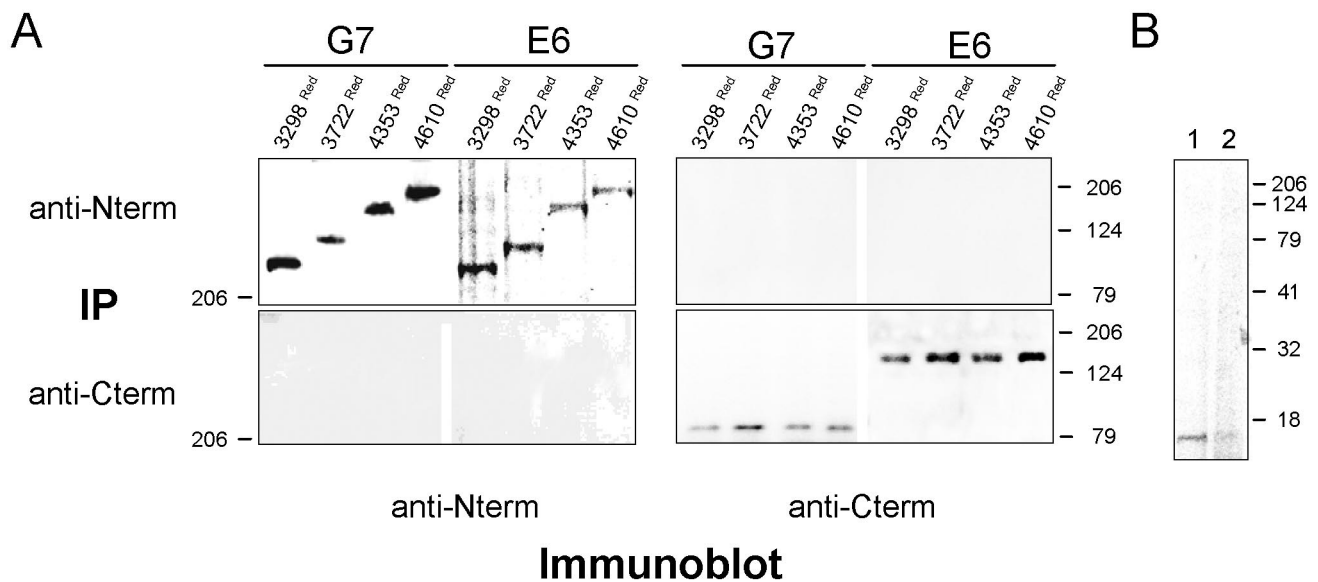 A
B
G7 E6 G7 E6
3298 Red 3722 Red 4353 Red 4610 Red 3298 Red 3722 Red 4353 Red 4610 Red 3298 Red 3722 Red 4353 Red 4610 Red 3298 Red 3722 Red 4353 Red 4610 Red
1 2
anti-Nterm
IP
anti-Cterm
206
206
206
124
79
206
124
79
206
124
79
41
32
18
anti-Nterm anti-Cterm
Immunoblot